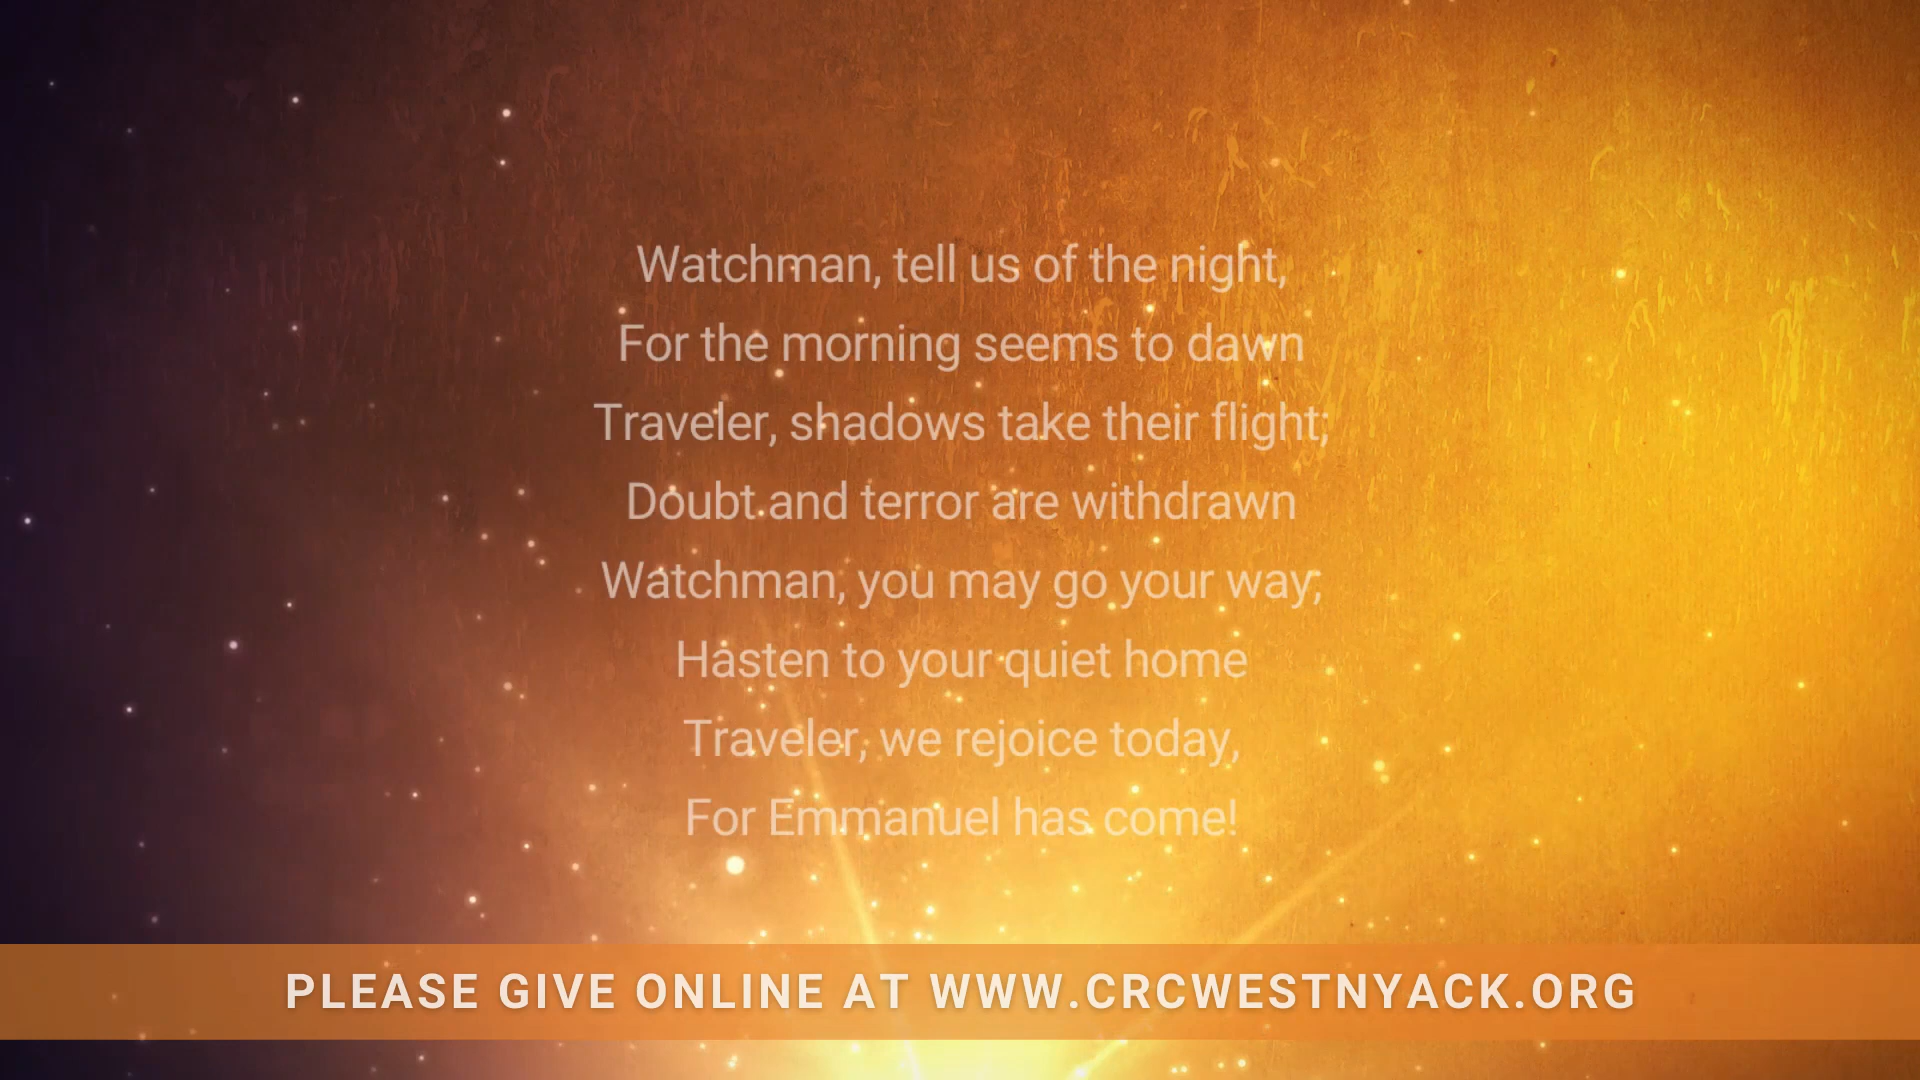 Watchman, tell us of the night,
For the morning seems to dawn
Traveler, shadows take their flight;
Doubt and terror are withdrawn
Watchman, you may go your way;
Hasten to your quiet home
Traveler, we rejoice today,
For Emmanuel has come!
PLEASE GIVE ONLINE AT WWW.CRCWESTNYACK.ORG